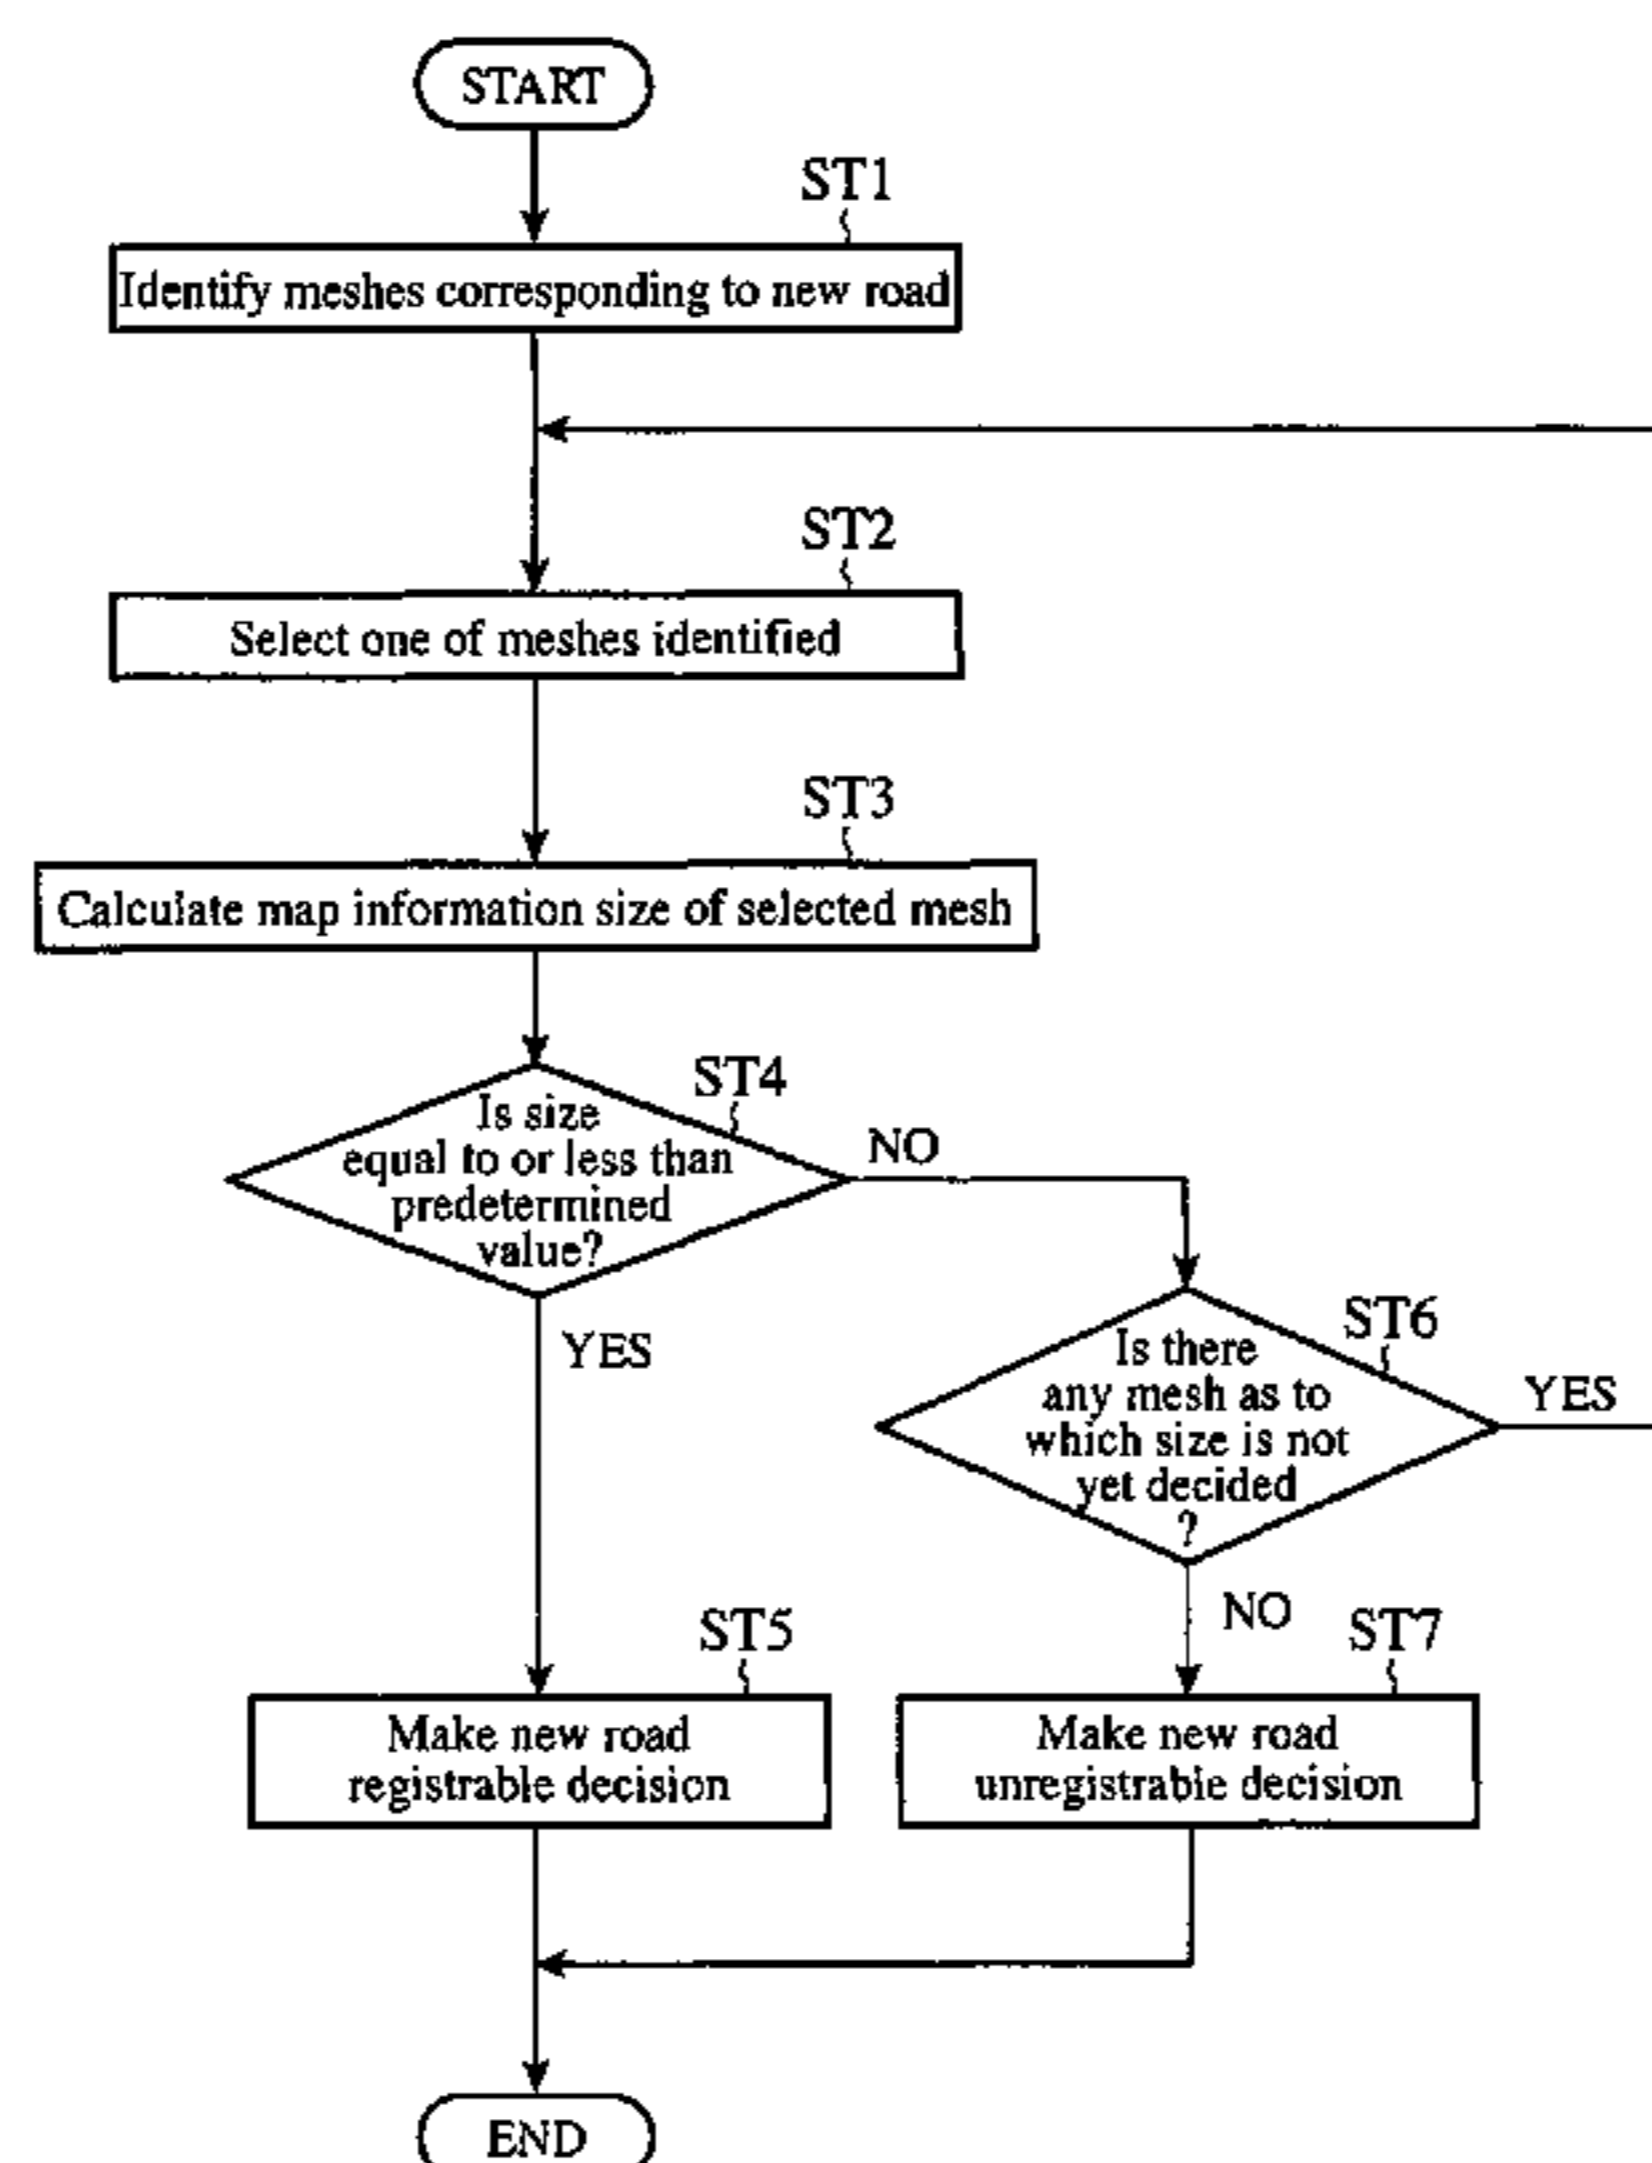 START
ST1
Identify meshes corresponding to new road
ST2
Select one of meshes identified
ST3
Calculate map information size of selected mesh
ST4
Is size
equal to or less than
predetermined
value?
NO
YES
ST6
Is there
any mesh as to
which size is not
yet decided
?
YES
NO
ST5
Make new road
registrable decision
ST7
Make new road
unregistrable decision
END